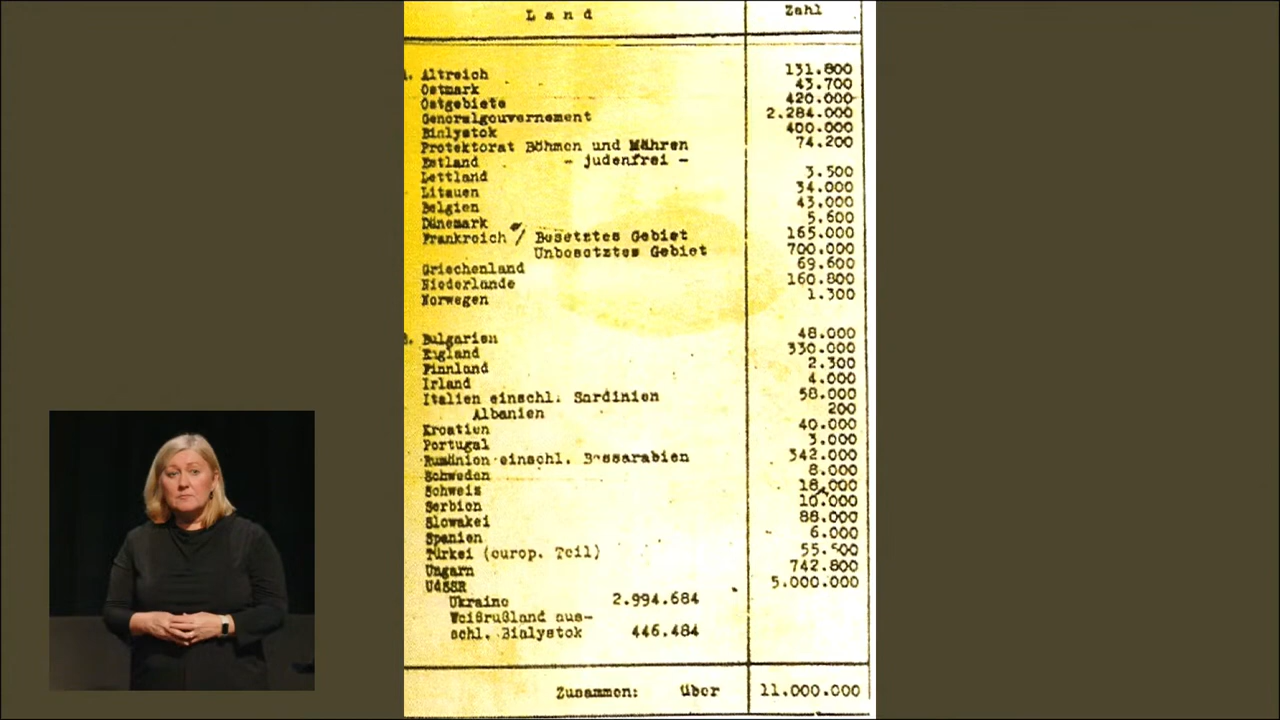 Land Zahl
A. Altreich 131.800
Ostmark 43.700
Ostgebiete 420.000
Generalgouvernement 2.284.000
Bialystok 400.000
Protektorat Böhmen und Mähren 74.200
Estland - judenfrei -
Lettland 3.500
Litauen 34.000
Belgien 43.000
Dänemark 5.600
Frankreich / Besetztes Gebiet 165.000
Unbesetztes Gebiet 700.000
Griechenland 69.600
Niederlande 160.800
Norwegen 1.300
B. Bulgarien 48.000
England 330.000
Finnland 2.300
Irland 4.000
Italien einschl. Sardinien 58.000
Albanien 200
Kroatien 40.000
Portugal 3.000
Rumänien einschl. Bessarabien 342.000
Schweden 8.000
Schweiz 18.000
Serbien 10.000
Slowakei 88.000
Spanien 6.000
Türkei (europ. Teil) 55.500
Ungarn 742.800
UdSSR 5.000.000
Ukraine 2.994.684
Weißrußland aus-
schl. Bialystok 446.484
Zusammen: über 11.000.000